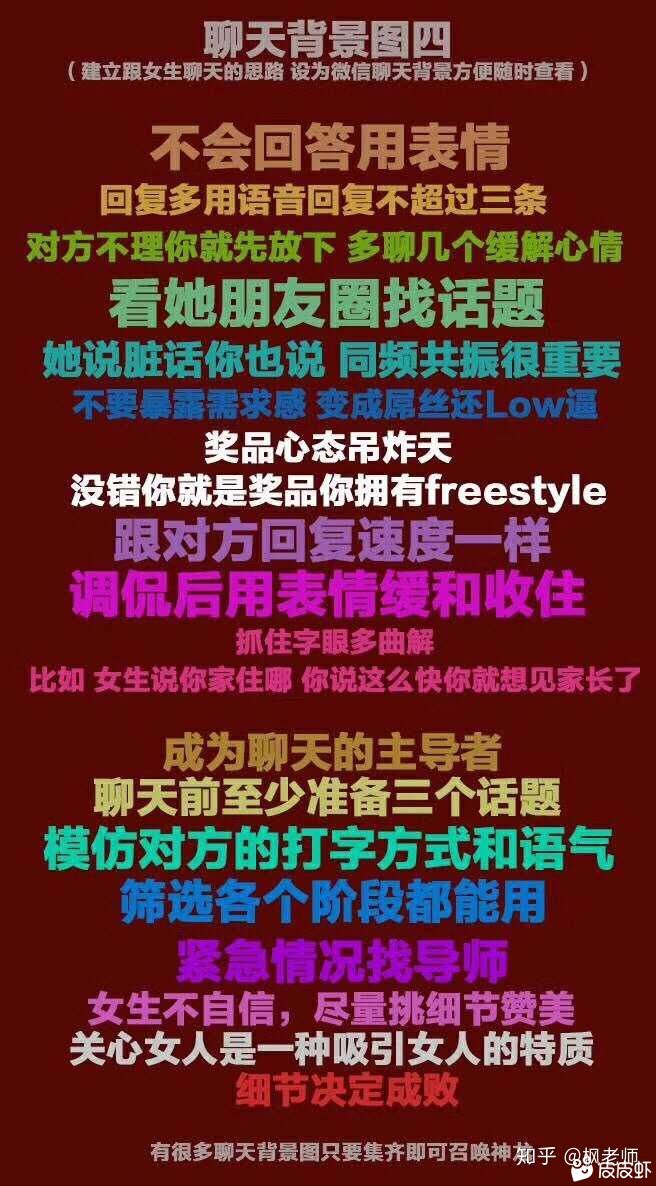 聊天背景图四
（建立跟女生聊天的思路 设为微信聊天背景方便随时查看）
不会回答用表情
回复多用语音回复不超过三条
对方不理你就先放下 多聊几个缓解心情
看她朋友圈找话题
她说脏话你也说 同频共振很重要
不要暴露需求感 变成屌丝还Low逼
奖品心态吊炸天
没错你就是奖品你拥有freestyle
跟对方回复速度一样
调侃后用表情缓和收住
抓住字眼多曲解
比如 女生说你家住哪 你说这么快你就想见家长了
成为聊天的主导者
聊天前至少准备三个话题
模仿对方的打字方式和语气
筛选各个阶段都能用
紧急情况找导师
女生不自信，尽量挑细节赞美
关心女人是一种吸引女人的特质
细节决定成败
有很多聊天背景图只要集齐即可召唤神龙
知乎 @枫老师
皮皮虾